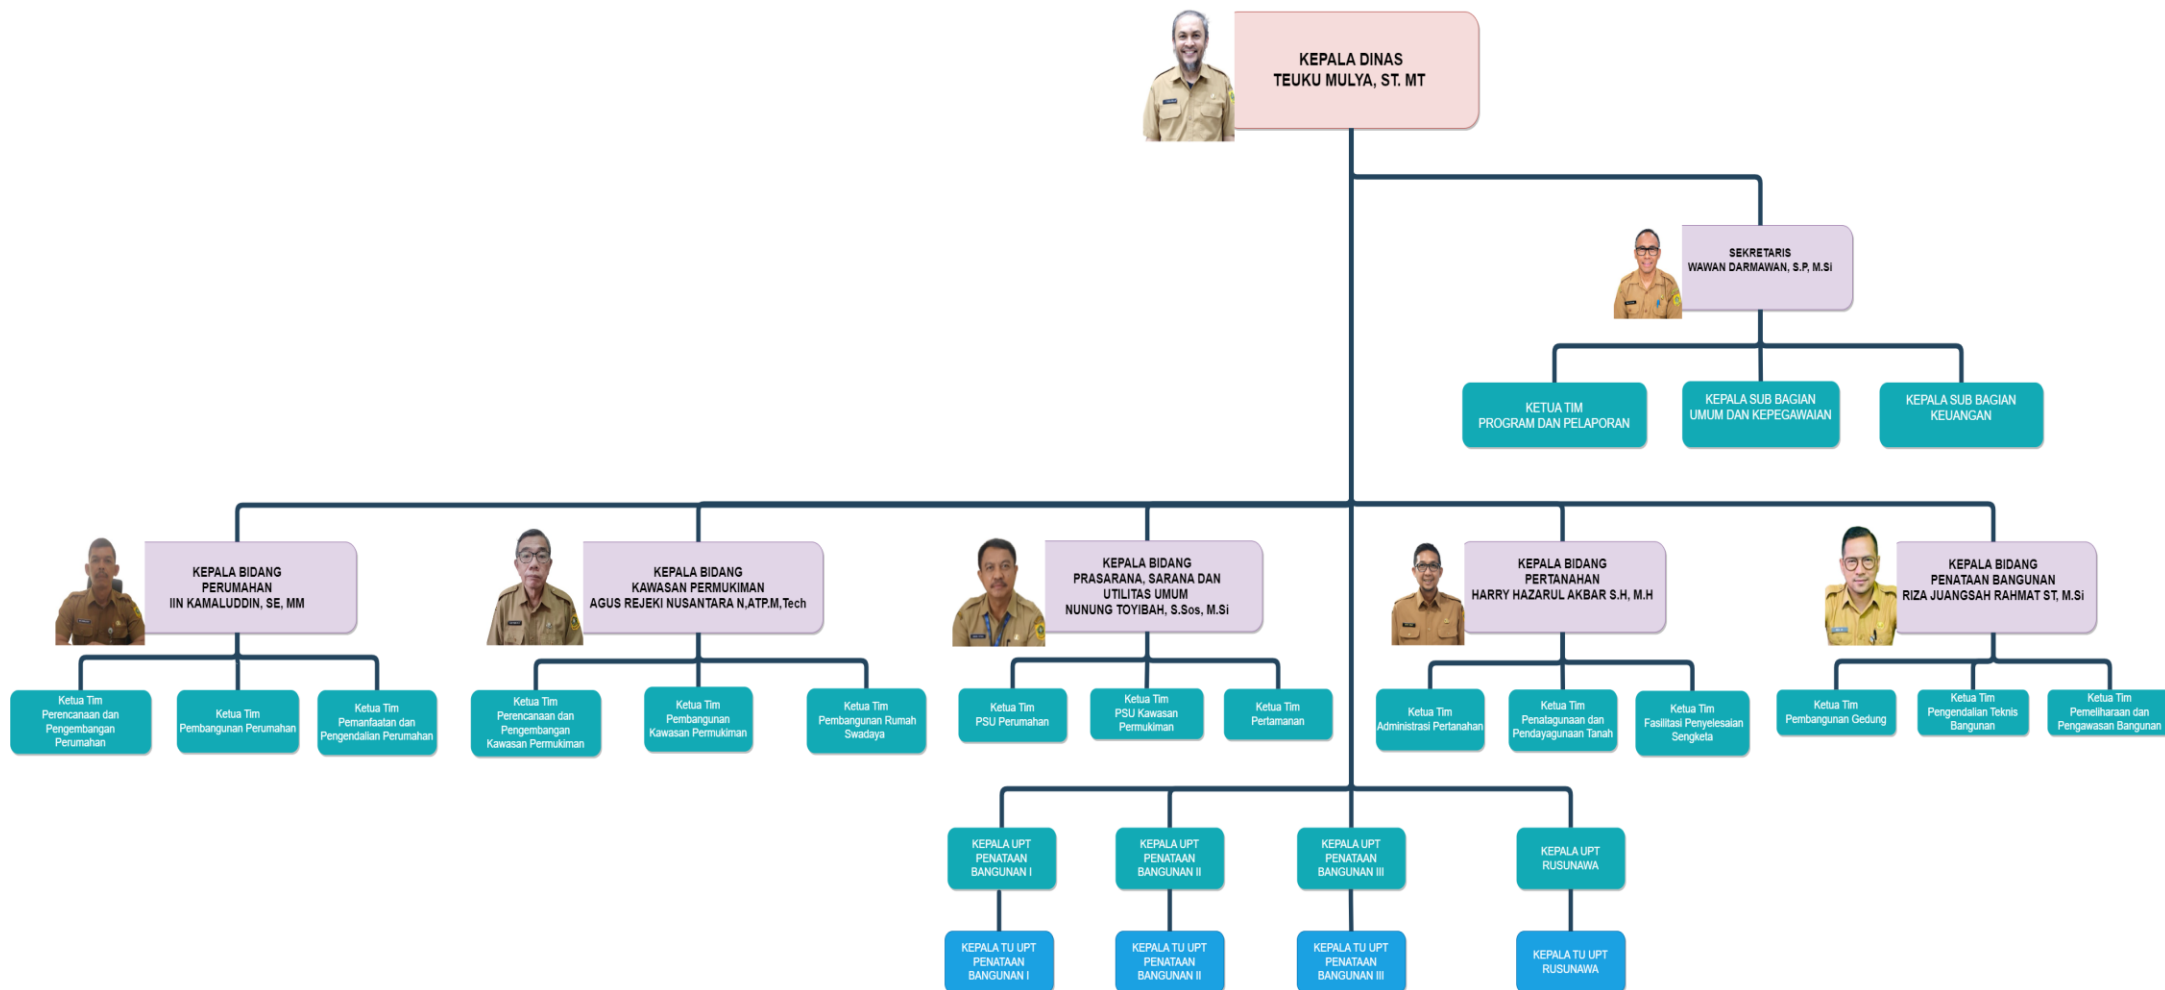 KEPALA DINAS
TEUKU MULYA, ST. MT
SEKRETARIS
WAWAN DARMAWAN, S.P, M.Si
KETUA TIM
PROGRAM DAN PELAPORAN
KEPALA SUB BAGIAN
UMUM DAN KEPEGAWAIAN
KEPALA SUB BAGIAN
KEUANGAN
KEPALA BIDANG
PERUMAHAN
IIN KAMALUDDIN, SE, MM
KEPALA BIDANG
KAWASAN PERMUKIMAN
AGUS REJEKI NUSANTARA N,ATP.M,Tech
KEPALA BIDANG
PRASARANA, SARANA DAN
UTILITAS UMUM
NUNUNG TOYIBAH, S.Sos, M.Si
KEPALA BIDANG
PERTANAHAN
HARRY HAZARUL AKBAR S.H, M.H
KEPALA BIDANG
PENATAAN BANGUNAN
RIZA JUANGSAH RAHMAT ST, M.Si
Ketua Tim
Perencanaan dan
Pengembangan
Perumahan
Ketua Tim
Pembangunan Perumahan
Ketua Tim
Pemanfaatan dan
Pengendalian Perumahan
Ketua Tim
Perencanaan dan
Pengembangan
Kawasan Permukiman
Ketua Tim
Pembangunan
Kawasan Permukiman
Ketua Tim
Pembangunan Rumah
Swadaya
Ketua Tim
PSU Perumahan
Ketua Tim
PSU Kawasan
Permukiman
Ketua Tim
Pertamanan
Ketua Tim
Administrasi Pertanahan
Ketua Tim
Penatagunaan dan
Pendayagunaan Tanah
Ketua Tim
Fasilitasi Penyelesaian
Sengketa
Ketua Tim
Pembangunan Gedung
Ketua Tim
Pengendalian Teknis
Bangunan
Ketua Tim
Pemeliharaan dan
Pengawasan Bangunan
KEPALA UPT
PENATAAN
BANGUNAN I
KEPALA UPT
PENATAAN
BANGUNAN II
KEPALA UPT
PENATAAN
BANGUNAN III
KEPALA UPT
RUSUNAWA
KEPALA TU UPT
PENATAAN
BANGUNAN I
KEPALA TU UPT
PENATAAN
BANGUNAN II
KEPALA TU UPT
PENATAAN
BANGUNAN III
KEPALA TU UPT
RUSUNAWA